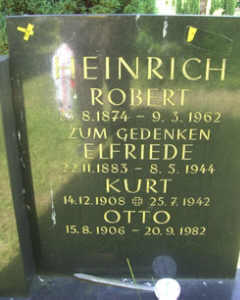 HEINRICH
ROBERT
.8.1874 – 9.3.1962
ZUM GEDENKEN
ELFRIEDE
22.11.1883 – 8.5.1944
KURT
14.12.1908 ✠ 25.7.1942
OTTO
15.8.1906 – 20.9.1982